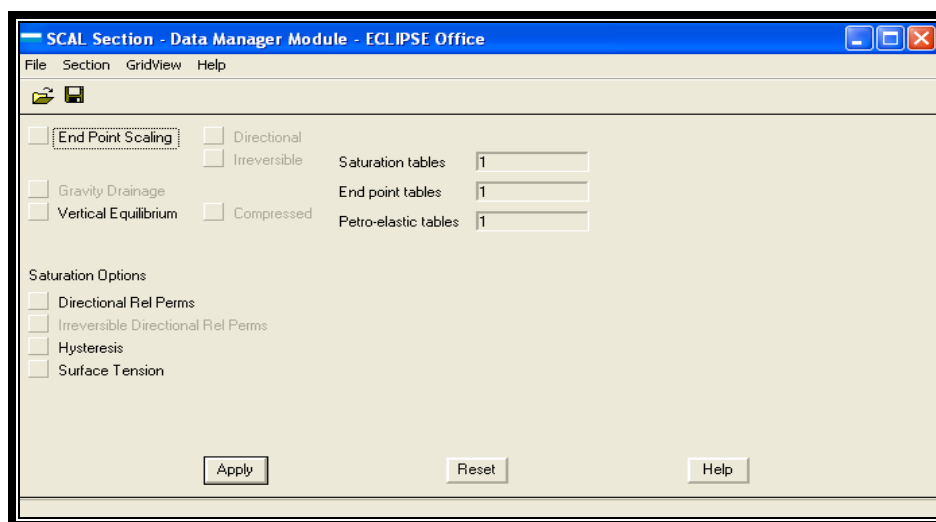 SCAL Section - Data Manager Module - ECLIPSE Office
File Section GridView Help
End Point Scaling Directional
Irreversible Saturation tables 1
Gravity Drainage End point tables 1
Vertical Equilibrium Compressed Petro-elastic tables 1
Saturation Options
Directional Rel Perms
Irreversible Directional Rel Perms
Hysteresis
Surface Tension
Apply Reset Help